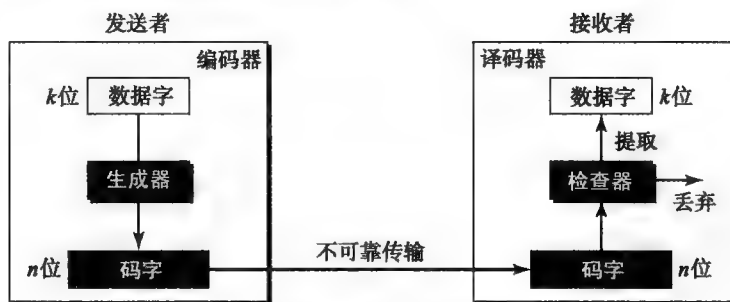 发送者
接收者
编码器
译码器
k位 数据字
数据字 k位
提取
生成器
检查器
丢弃
不可靠传输
n位 码字
码字 n位